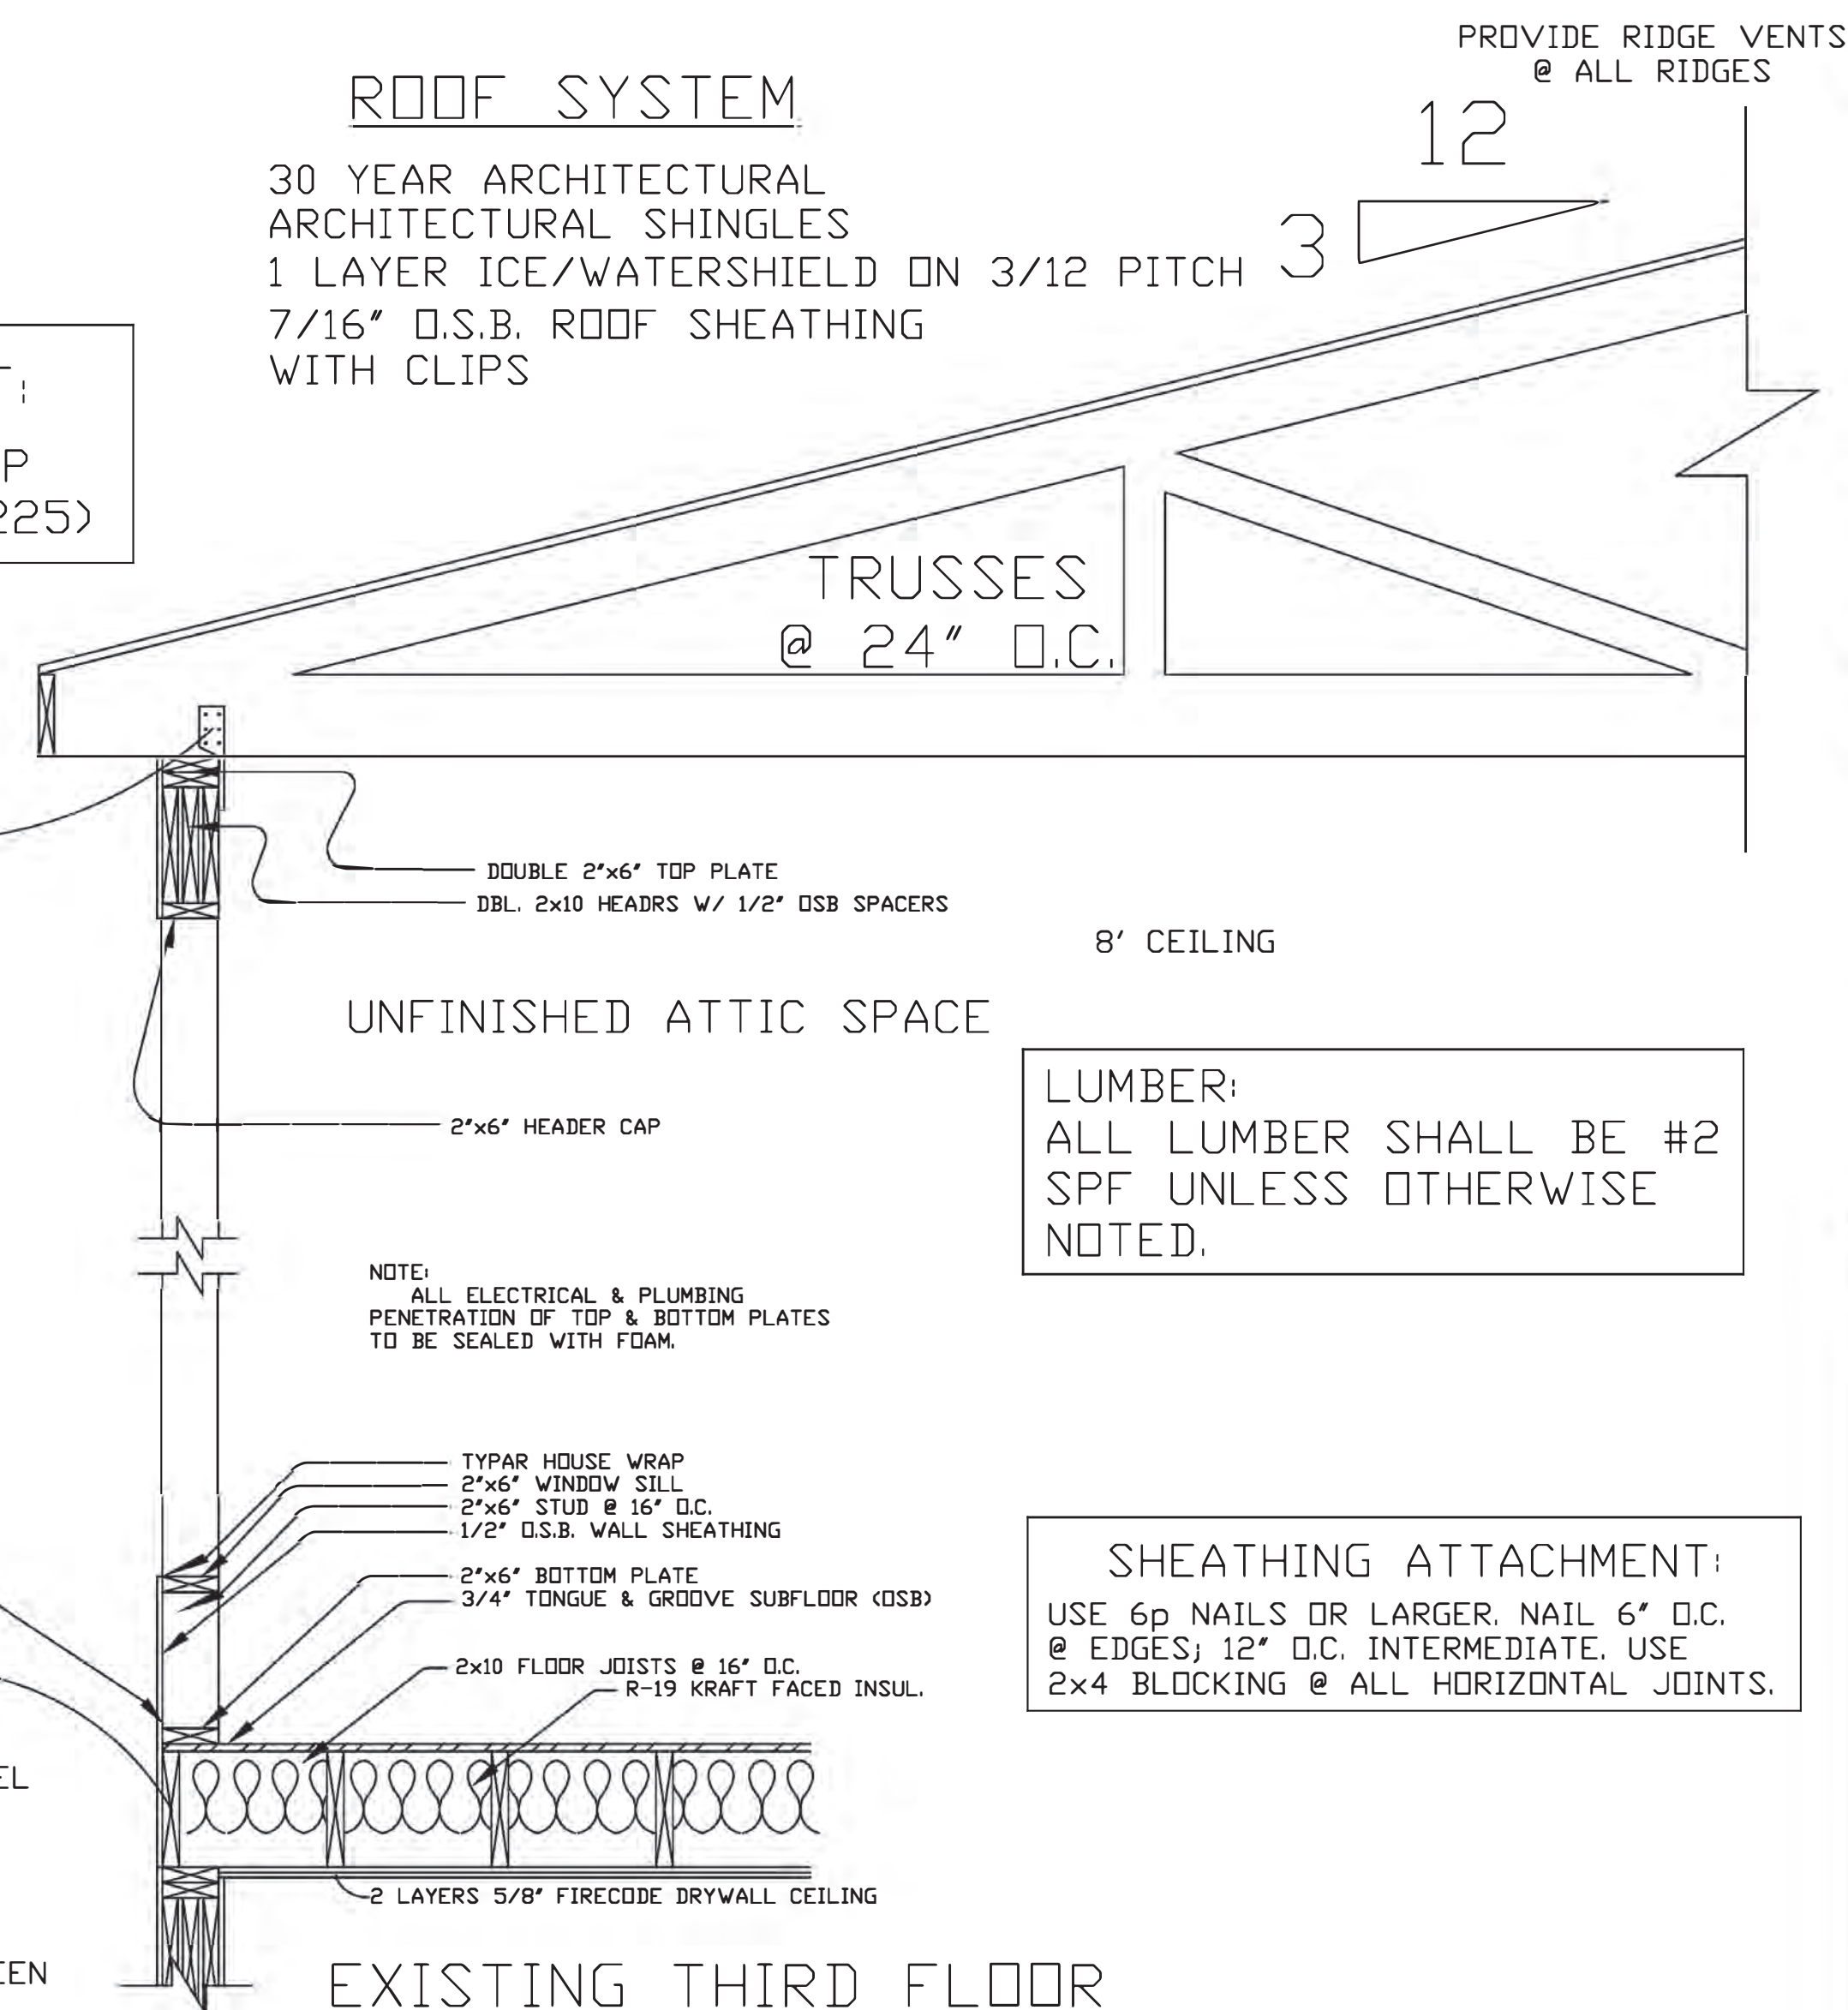 PROVIDE RIDGE VENTS
@ ALL RIDGES
ROOF SYSTEM
30 YEAR ARCHITECTURAL
ARCHITECTURAL SHINGLES
1 LAYER ICE/WATERSHIELD ON 3/12 PITCH
7/16" O.S.B. ROOF SHEATHING
WITH CLIPS
12
3
P
225)
TRUSSES
@ 24" O.C.
DOUBLE 2"x6" TOP PLATE
DBL. 2x10 HEADRS W/ 1/2" OSB SPACERS
8' CEILING
UNFINISHED ATTIC SPACE
2"x6" HEADER CAP
LUMBER:
ALL LUMBER SHALL BE #2
SPF UNLESS OTHERWISE
NOTED.
NOTE:
ALL ELECTRICAL & PLUMBING
PENETRATION OF TOP & BOTTOM PLATES
TO BE SEALED WITH FOAM.
TYPAR HOUSE WRAP
2"x6" WINDOW SILL
2"x6" STUD @ 16" O.C.
1/2" O.S.B. WALL SHEATHING
2"x6" BOTTOM PLATE
3/4" TONGUE & GROOVE SUBFLOOR (OSB)
2x10 FLOOR JOISTS @ 16" O.C.
R-19 KRAFT FACED INSUL.
SHEATHING ATTACHMENT:
USE 6p NAILS OR LARGER. NAIL 6" O.C.
@ EDGES; 12" O.C. INTERMEDIATE. USE
2x4 BLOCKING @ ALL HORIZONTAL JOINTS.
EL
2 LAYERS 5/8" FIRECODE DRYWALL CEILING
EEN
EXISTING THIRD FLOOR